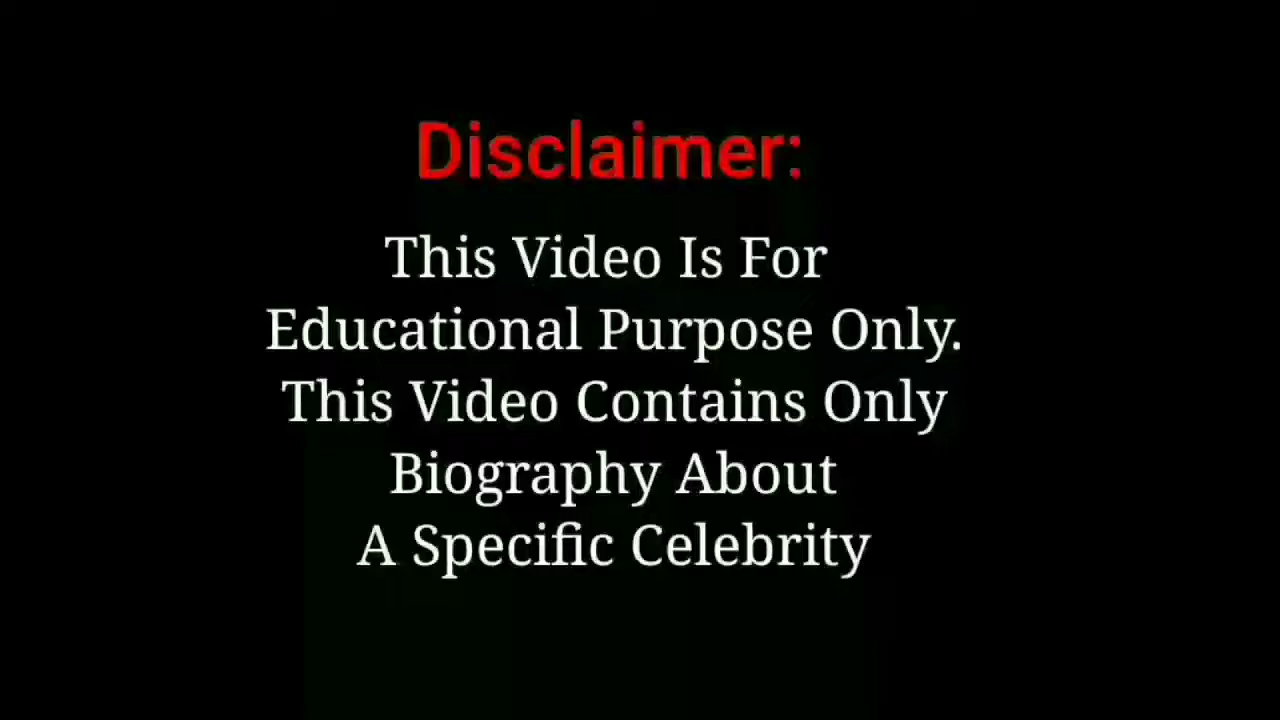 Disclaimer:
This Video Is For
Educational Purpose Only.
This Video Contains Only
Biography About
A Specific Celebrity